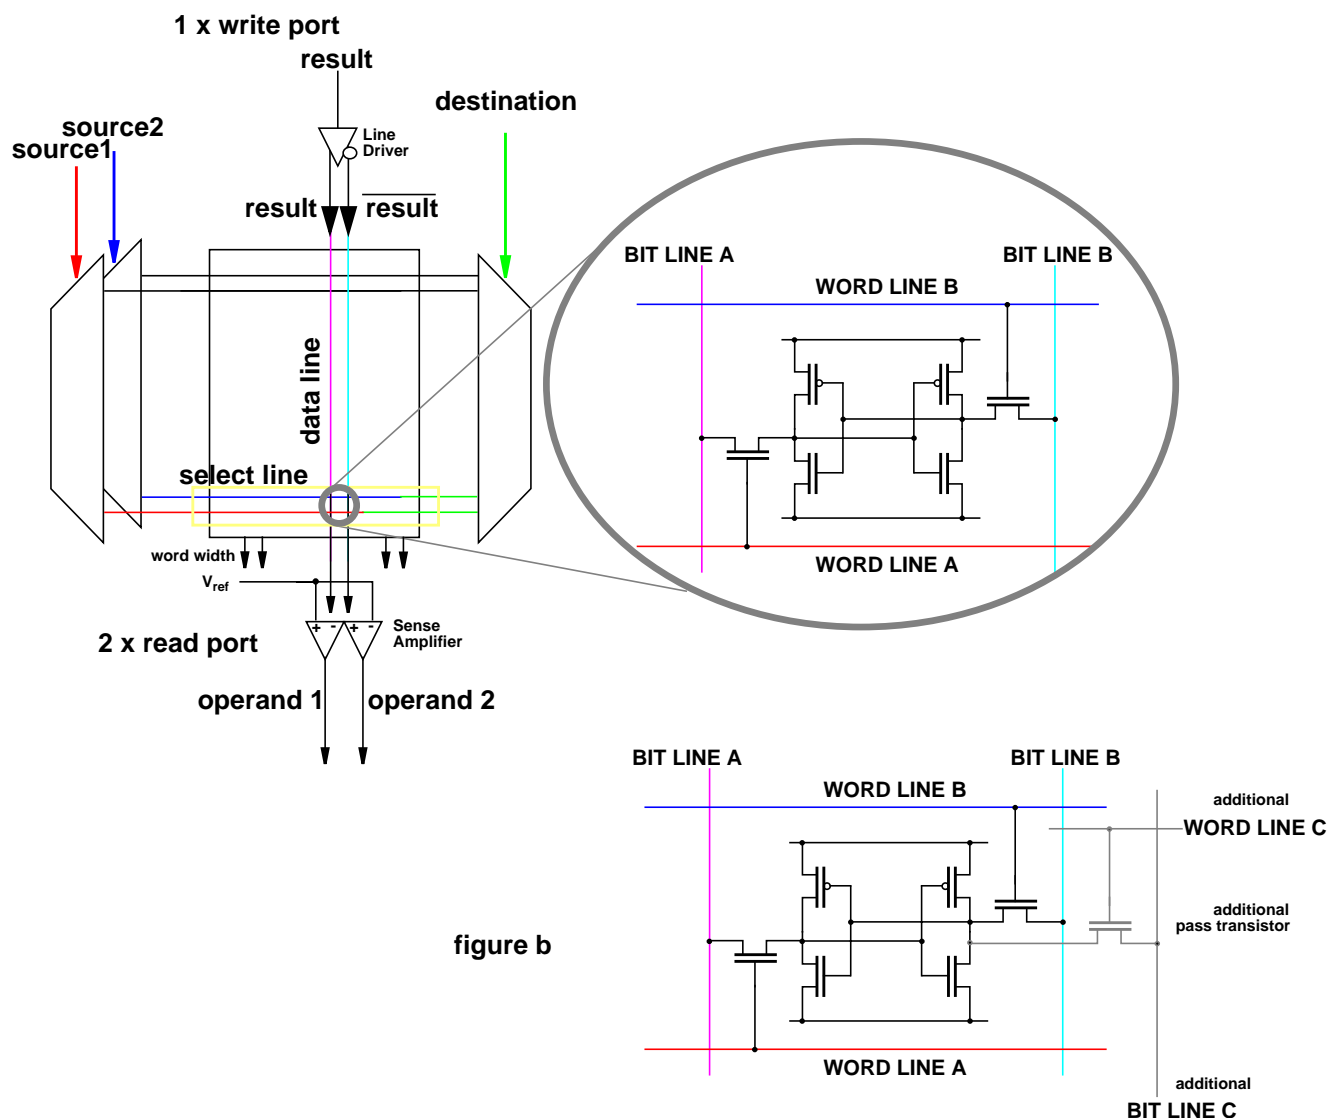 1 x write port
result
destination
source2
source1
Line
Driver
result
result
data line
select line
word width
Vref
+ - + -
2 x read port
Sense
Amplifier
operand 1
operand 2
BIT LINE A
BIT LINE B
WORD LINE B
WORD LINE A
figure b
BIT LINE A
BIT LINE B
WORD LINE B
additional
WORD LINE C
additional
pass transistor
WORD LINE A
additional
BIT LINE C